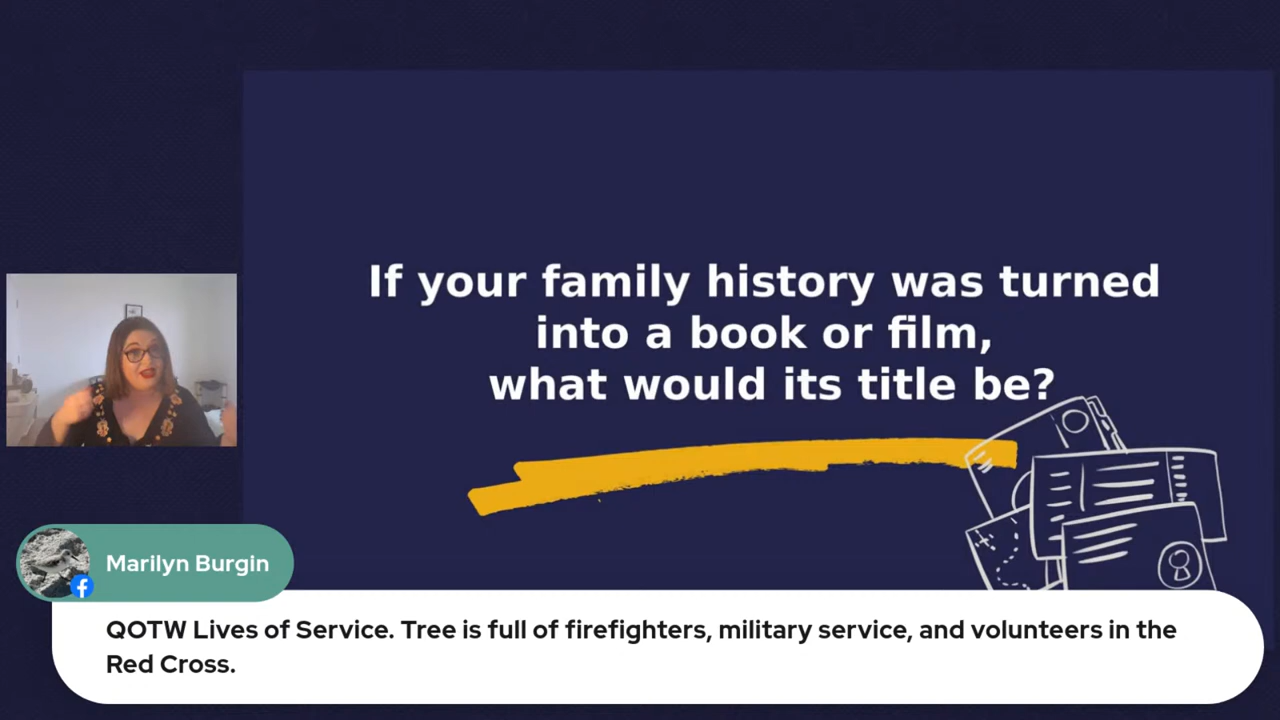 If your family history was turned
into a book or film,
what would its title be?
Marilyn Burgin
QOTW Lives of Service. Tree is full of firefighters, military service, and volunteers in the
Red Cross.